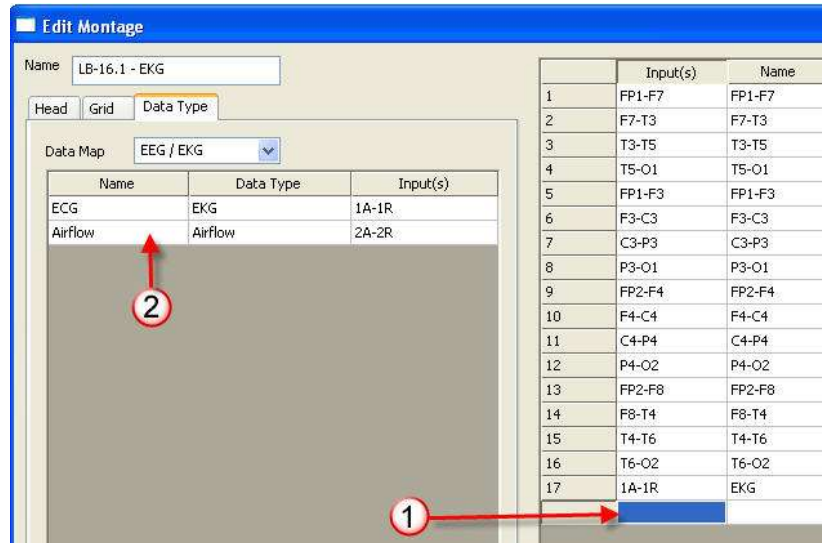 Edit Montage
Name LB-16.1 - EKG
Head Grid Data Type
Data Map EEG / EKG
Name Data Type Input(s)
ECG EKG 1A-1R
Airflow Airflow 2A-2R
2
Input(s) Name
1 FP1-F7 FP1-F7
2 F7-T3 F7-T3
3 T3-T5 T3-T5
4 T5-O1 T5-O1
5 FP1-F3 FP1-F3
6 F3-C3 F3-C3
7 C3-P3 C3-P3
8 P3-O1 P3-O1
9 FP2-F4 FP2-F4
10 F4-C4 F4-C4
11 C4-P4 C4-P4
12 P4-O2 P4-O2
13 FP2-F8 FP2-F8
14 F8-T4 F8-T4
15 T4-T6 T4-T6
16 T6-O2 T6-O2
17 1A-1R EKG
1